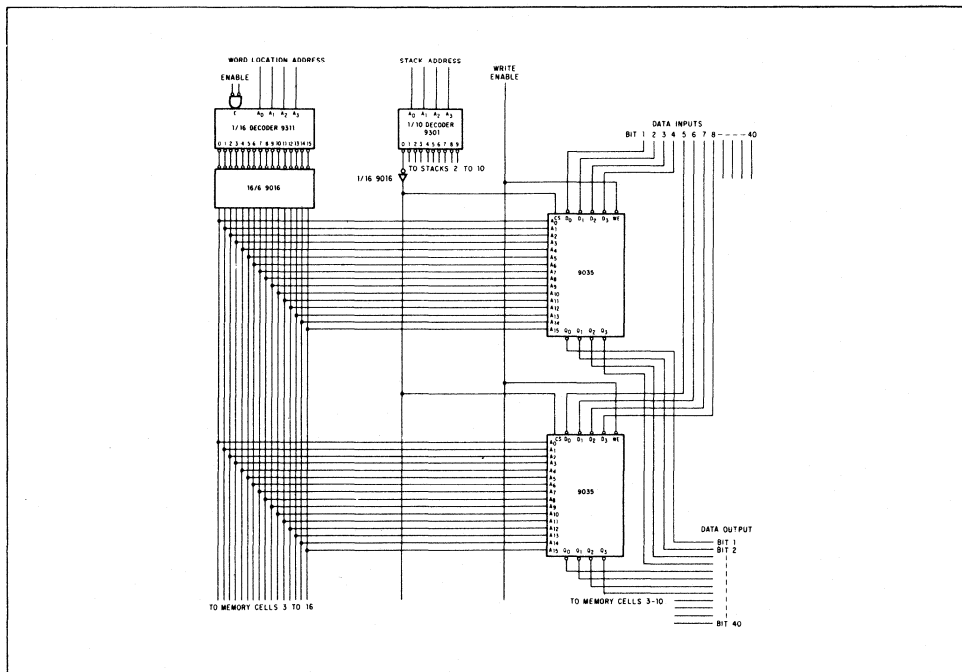 WORD LOCATION ADDRESS
STACK ADDRESS
WRITE
ENABLE
ENABLE
E A0 A1 A2 A3
1/16 DECODER 9311
0 1 2 3 4 5 6 7 8 9 10 11 12 13 14 15
16/6 9016
A0 A1 A2 A3
1/10 DECODER
9301
0 1 2 3 4 5 6 7 8 9
TO STACKS 2 TO 10
1/16 9016
DATA INPUTS
BIT 1 2 3 4 5 6 7 8 - - - - 40
CS D0 D1 D2 D3 WE
A0
A1
A2
A3
A4
A5
A6
A7
A8
A9
A10
A11
A12
A13
A14
A15
9035
Q0 Q1 Q2 Q3
CS D0 D1 D2 D3 WE
A0
A1
A2
A3
A4
A5
A6
A7
A8
A9
A10
A11
A12
A13
A14
A15
9035
Q0 Q1 Q2 Q3
DATA OUTPUT
BIT 1
BIT 2
BIT 40
TO MEMORY CELLS 3 TO 16
TO MEMORY CELLS 3-10